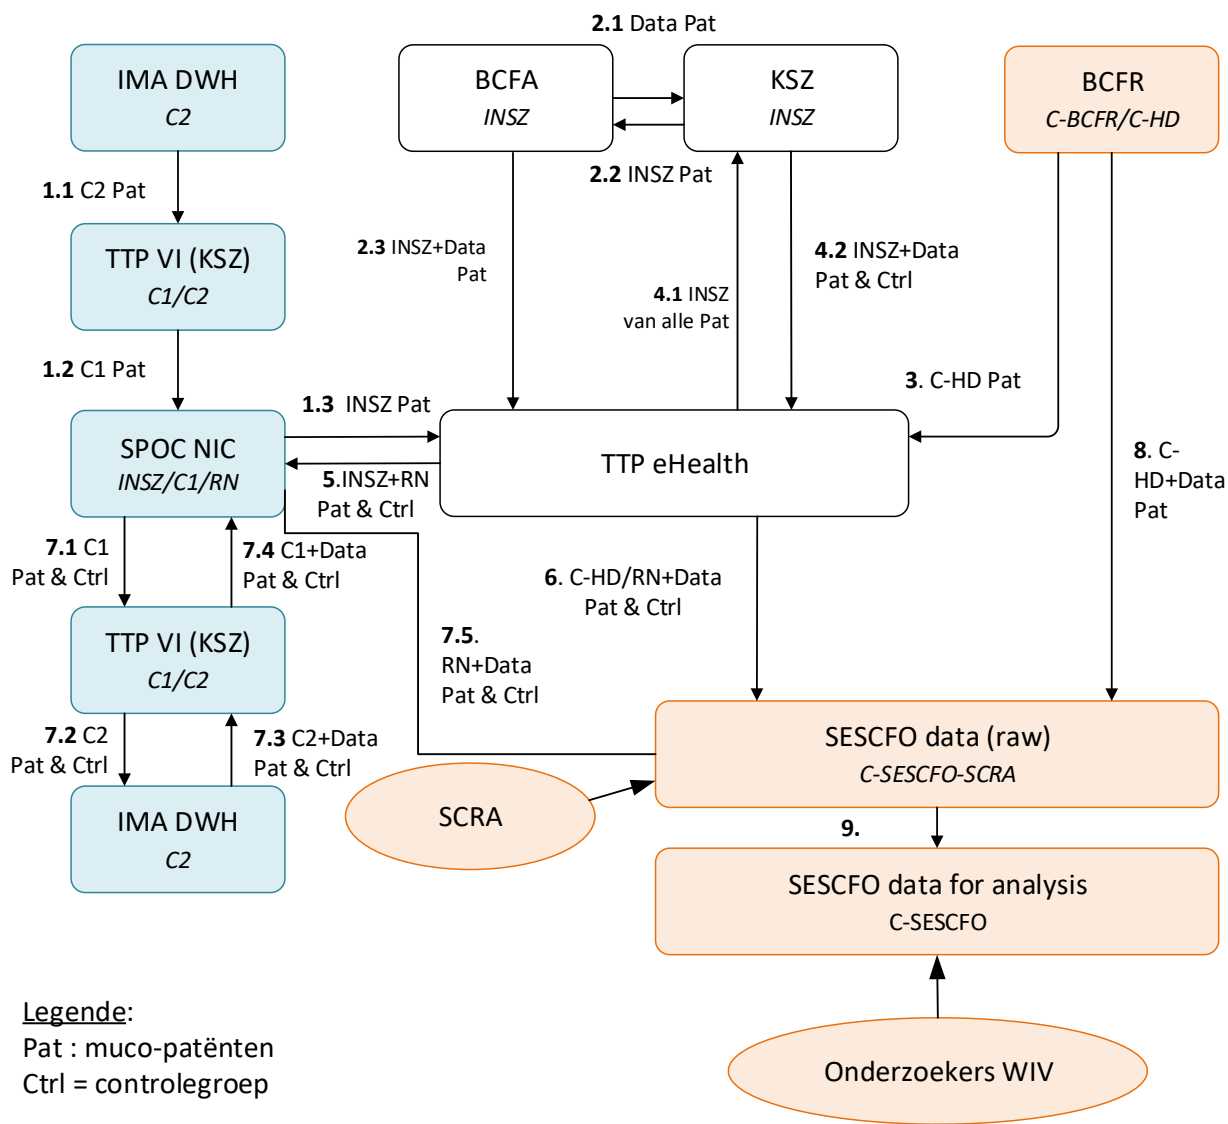 2.1 Data Pat
IMA DWH
C2
BCFA
INSZ
KSZ
INSZ
BCFR
C-BCFR/C-HD
1.1 C2 Pat
2.2 INSZ Pat
TTP VI (KSZ)
C1/C2
2.3 INSZ+Data
Pat
4.2 INSZ+Data
Pat & Ctrl
4.1 INSZ
van alle Pat
1.2 C1 Pat
3. C-HD Pat
1.3 INSZ Pat
SPOC NIC
INSZ/C1/RN
TTP eHealth
5.INSZ+RN
Pat & Ctrl
8. C-
HD+Data
Pat
7.1 C1
Pat & Ctrl
7.4 C1+Data
Pat & Ctrl
6. C-HD/RN+Data
Pat & Ctrl
TTP VI (KSZ)
C1/C2
7.5.
RN+Data
Pat & Ctrl
7.2 C2
Pat & Ctrl
7.3 C2+Data
Pat & Ctrl
SESCFO data (raw)
C-SESCFO-SCRA
IMA DWH
C2
SCRA
9.
SESCFO data for analysis
C-SESCFO
Legende:
Pat : muco-patënten
Ctrl = controlegroep
Onderzoekers WIV